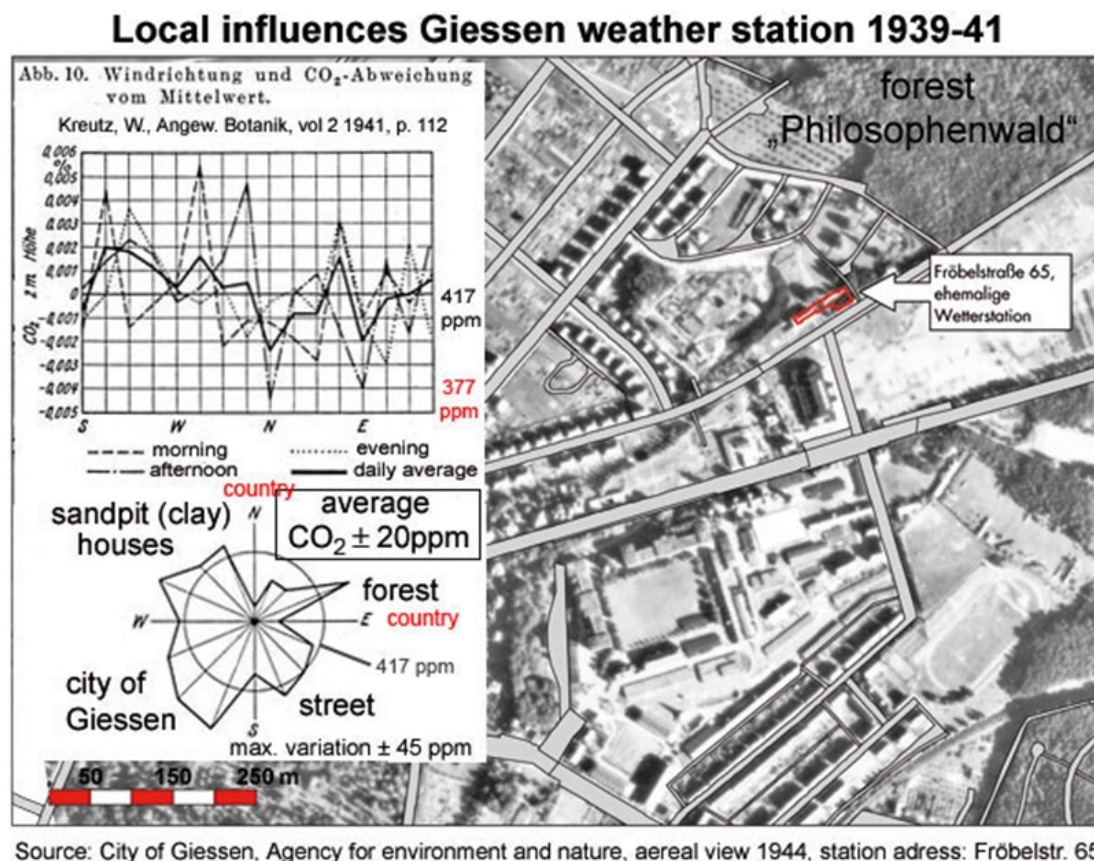 Local influences Giessen weather station 1939-41
Abb. 10. Windrichtung und CO₂-Abweichung
vom Mittelwert.
Kreutz, W., Angew. Botanik, vol 2 1941, p. 112
0,006
%
0,005
0,004
0,003
0,002
0,001
0
-0,001
-0,002
-0,003
-0,004
-0,005
CO₂ 2 m Höhe
417
ppm
377
ppm
S W N E
morning evening
afternoon daily average
country
average
CO₂ ± 20ppm
sandpit (clay)
houses
N
forest
W
E country
417 ppm
city of
Giessen
street
S
max. variation ± 45 ppm
50 150 250 m
forest
„Philosophenwald“
Fröbelstraße 65,
ehemalige
Wetterstation
Source: City of Giessen, Agency for environment and nature, aereal view 1944, station adress: Fröbelstr. 65